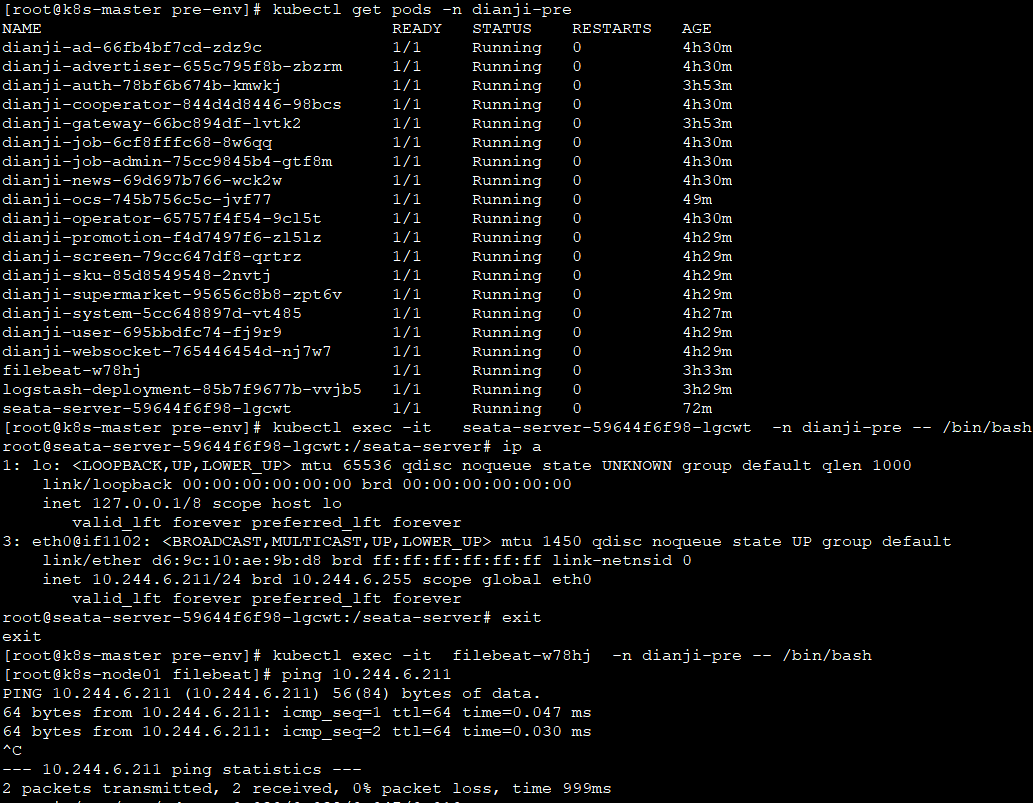 [root@k8s-master pre-env]# kubectl get pods -n dianji-pre
NAME READY STATUS RESTARTS AGE
dianji-ad-66fb4bf7cd-zdz9c 1/1 Running 0 4h30m
dianji-advertiser-655c795f8b-zbzrm 1/1 Running 0 4h30m
dianji-auth-78bf6b674b-kmwkj 1/1 Running 0 3h53m
dianji-cooperator-844d4d8446-98bcs 1/1 Running 0 4h30m
dianji-gateway-66bc894df-lvtk2 1/1 Running 0 3h53m
dianji-job-6cf8fffc68-8w6qq 1/1 Running 0 4h30m
dianji-job-admin-75cc9845b4-gtf8m 1/1 Running 0 4h30m
dianji-news-69d697b766-wck2w 1/1 Running 0 4h30m
dianji-ocs-745b756c5c-jvf77 1/1 Running 0 49m
dianji-operator-65757f4f54-9cl5t 1/1 Running 0 4h30m
dianji-promotion-f4d7497f6-zl5lz 1/1 Running 0 4h29m
dianji-screen-79cc647df8-qrtrz 1/1 Running 0 4h29m
dianji-sku-85d8549548-2nvtj 1/1 Running 0 4h29m
dianji-supermarket-95656c8b8-zpt6v 1/1 Running 0 4h29m
dianji-system-5cc648897d-vt485 1/1 Running 0 4h27m
dianji-user-695bbdfc74-fj9r9 1/1 Running 0 4h29m
dianji-websocket-765446454d-nj7w7 1/1 Running 0 4h29m
filebeat-w78hj 1/1 Running 0 3h33m
logstash-deployment-85b7f9677b-vvjb5 1/1 Running 0 3h29m
seata-server-59644f6f98-lgcwt 1/1 Running 0 72m
[root@k8s-master pre-env]# kubectl exec -it seata-server-59644f6f98-lgcwt -n dianji-pre -- /bin/bash
root@seata-server-59644f6f98-lgcwt:/seata-server# ip a
1: lo: <LOOPBACK,UP,LOWER_UP> mtu 65536 qdisc noqueue state UNKNOWN group default qlen 1000
link/loopback 00:00:00:00:00:00 brd 00:00:00:00:00:00
inet 127.0.0.1/8 scope host lo
valid_lft forever preferred_lft forever
3: eth0@if1102: <BROADCAST,MULTICAST,UP,LOWER_UP> mtu 1450 qdisc noqueue state UP group default
link/ether d6:9c:10:ae:9b:d8 brd ff:ff:ff:ff:ff:ff link-netnsid 0
inet 10.244.6.211/24 brd 10.244.6.255 scope global eth0
valid_lft forever preferred_lft forever
root@seata-server-59644f6f98-lgcwt:/seata-server# exit
exit
[root@k8s-master pre-env]# kubectl exec -it filebeat-w78hj -n dianji-pre -- /bin/bash
[root@k8s-node01 filebeat]# ping 10.244.6.211
PING 10.244.6.211 (10.244.6.211) 56(84) bytes of data.
64 bytes from 10.244.6.211: icmp_seq=1 ttl=64 time=0.047 ms
64 bytes from 10.244.6.211: icmp_seq=2 ttl=64 time=0.030 ms
^C
--- 10.244.6.211 ping statistics ---
2 packets transmitted, 2 received, 0% packet loss, time 999ms